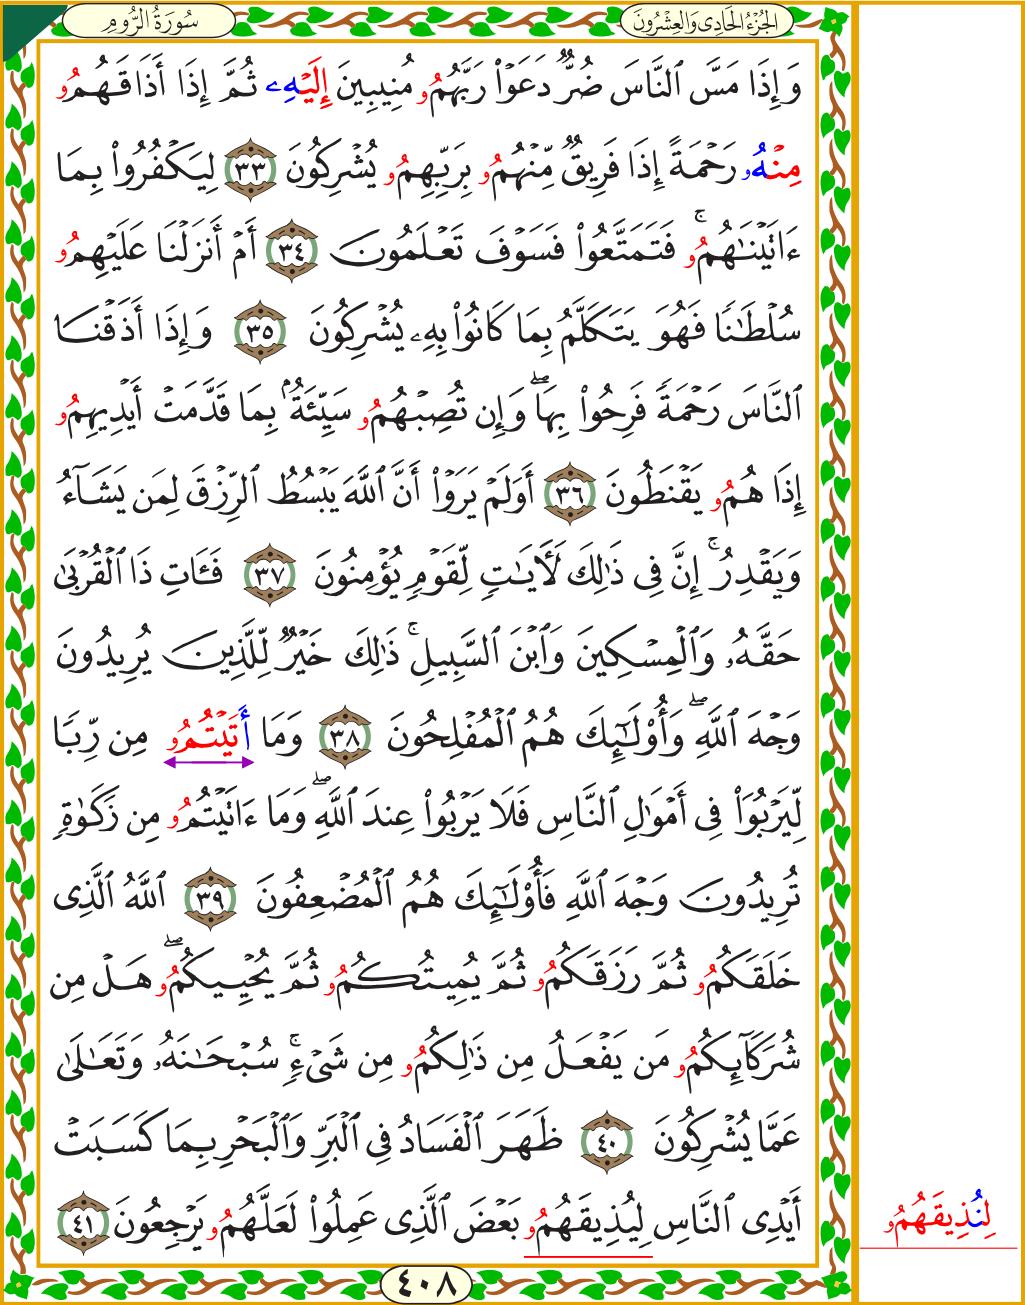 سُورَةُ الرُّومِ
الجُزْءُ الحَادِي وَالعِشْرُونَ
وَإِذَا مَسَّ ٱلنَّاسَ ضُرٌّ دَعَوْا۟ رَبَّهُمُو مُنِيبِينَ إِلَيْهِۦ ثُمَّ إِذَا أَذَاقَهُمُو
مِنْهُۥ رَحْمَةً إِذَا فَرِيقٌ مِّنْهُمُو بِرَبِّهِمُو يُشْرِكُونَ ٣٣ لِيَكْفُرُوا۟ بِمَا
ءَاتَيْنَـٰهُمُو ۚ فَتَمَتَّعُوا۟ فَسَوْفَ تَعْلَمُونَ ٣٤ أَمْ أَنزَلْنَا عَلَيْهِمُو
سُلْطَـٰنًا فَهُوَ يَتَكَلَّمُ بِمَا كَانُوا۟ بِهِۦ يُشْرِكُونَ ٣٥ وَإِذَا أَذَقْنَا
ٱلنَّاسَ رَحْمَةً فَرِحُوا۟ بِهَا ۖ وَإِن تُصِبْهُمُو سَيِّئَةٌۢ بِمَا قَدَّمَتْ أَيْدِيهِمُو
إِذَا هُمُو يَقْنَطُونَ ٣٦ أَوَلَمْ يَرَوْا۟ أَنَّ ٱللَّهَ يَبْسُطُ ٱلرِّزْقَ لِمَن يَشَآءُ
وَيَقْدِرُ ۚ إِنَّ فِى ذَٰلِكَ لَـَٔايَـٰتٍ لِّقَوْمٍ يُؤْمِنُونَ ٣٧ فَـَٔاتِ ذَا ٱلْقُرْبَىٰ
حَقَّهُۥ وَٱلْمِسْكِينَ وَٱبْنَ ٱلسَّبِيلِ ۚ ذَٰلِكَ خَيْرٌ لِّلَّذِينَ يُرِيدُونَ
وَجْهَ ٱللَّهِ ۖ وَأُو۟لَـٰٓئِكَ هُمُ ٱلْمُفْلِحُونَ ٣٨ وَمَا أَتَيْتُمُو مِن رِّبًا
لِّيَرْبُوَا۟ فِى أَمْوَٰلِ ٱلنَّاسِ فَلَا يَرْبُوا۟ عِندَ ٱللَّهِ ۖ وَمَا ءَاتَيْتُمُو مِن زَكَوٰةٍ
تُرِيدُونَ وَجْهَ ٱللَّهِ فَأُو۟لَـٰٓئِكَ هُمُ ٱلْمُضْعِفُونَ ٣٩ ٱللَّهُ ٱلَّذِى
خَلَقَكُمُو ثُمَّ رَزَقَكُمُو ثُمَّ يُمِيتُكُمُو ثُمَّ يُحْيِيكُمُو ۖ هَلْ مِن
شُرَكَآئِكُمُو مَن يَفْعَلُ مِن ذَٰلِكُمُو مِن شَىْءٍ ۚ سُبْحَـٰنَهُۥ وَتَعَـٰلَىٰ
عَمَّا يُشْرِكُونَ ٤٠ ظَهَرَ ٱلْفَسَادُ فِى ٱلْبَرِّ وَٱلْبَحْرِ بِمَا كَسَبَتْ
أَيْدِى ٱلنَّاسِ لِيُذِيقَهُمُو بَعْضَ ٱلَّذِى عَمِلُوا۟ لَعَلَّهُمُو يَرْجِعُونَ ٤١
لِنُذِيقَهُمُو
٤٠٨